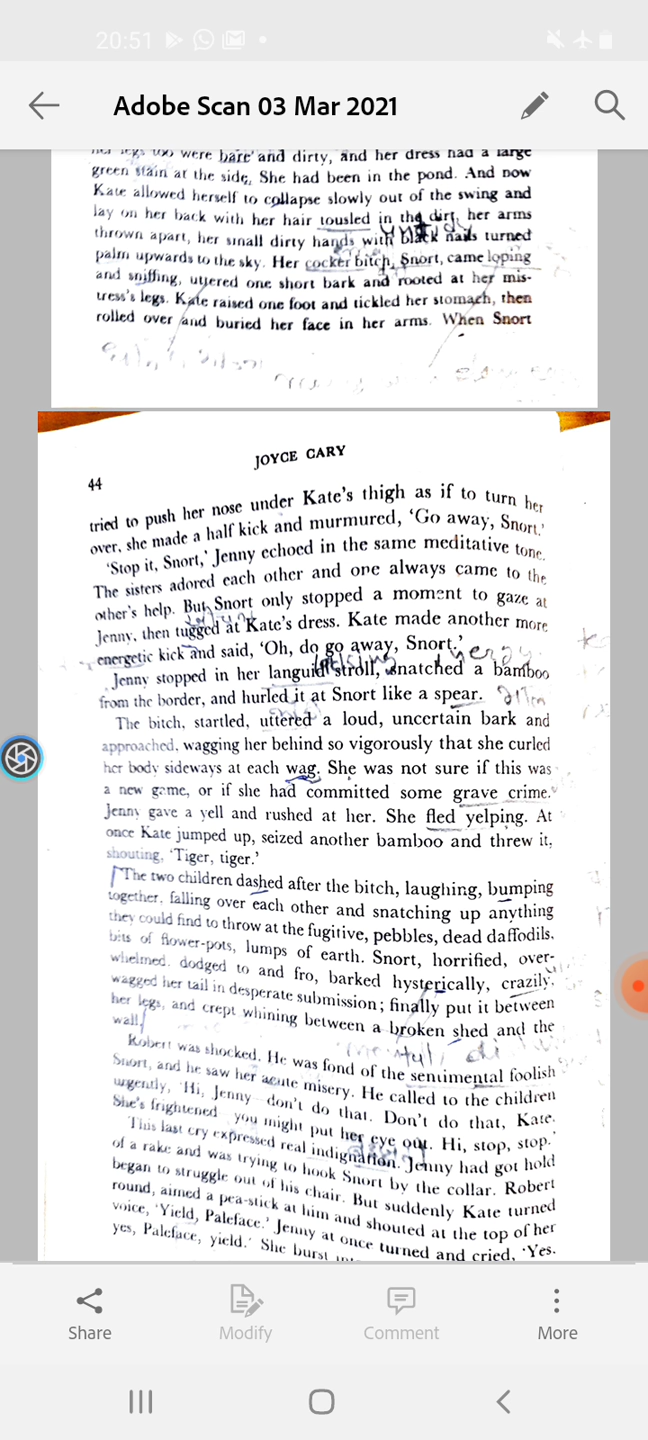 20:51
Adobe Scan 03 Mar 2021
her legs too were bare and dirty, and her dress had a large
green stain at the side. She had been in the pond. And now
Kate allowed herself to collapse slowly out of the swing and
lay on her back with her hair tousled in the dirt, her arms
untidy
thrown apart, her small dirty hands with black nails turned
palm upwards to the sky. Her cocker bitch, Snort, came loping
and sniffing, uttered one short bark and rooted at her mis-
tress's legs. Kate raised one foot and tickled her stomach, then
rolled over and buried her face in her arms. When Snort
44
JOYCE CARY
tried to push her nose under Kate's thigh as if to turn her
over, she made a half kick and murmured, 'Go away, Snort.'
'Stop it, Snort,' Jenny echoed in the same meditative tone.
The sisters adored each other and one always came to the
other's help. But Snort only stopped a moment to gaze at
Jenny, then tugged at Kate's dress. Kate made another more
energetic kick and said, 'Oh, do go away, Snort.'
energy
Jenny stopped in her languid stroll, snatched a bamboo
from the border, and hurled it at Snort like a spear.
The bitch, startled, uttered a loud, uncertain bark and
approached, wagging her behind so vigorously that she curled
her body sideways at each wag. She was not sure if this was
a new game, or if she had committed some grave crime.
Jenny gave a yell and rushed at her. She fled yelping. At
once Kate jumped up, seized another bamboo and threw it,
shouting, 'Tiger, tiger.'
The two children dashed after the bitch, laughing, bumping
together, falling over each other and snatching up anything
they could find to throw at the fugitive, pebbles, dead daffodils,
bits of flower-pots, lumps of earth. Snort, horrified, over-
whelmed, dodged to and fro, barked hysterically, crazily,
wagged her tail in desperate submission; finally put it between
her legs, and crept whining between a broken shed and the
wall.
Robert was shocked. He was fond of the sentimental foolish
Snort, and he saw her acute misery. He called to the children
urgently, 'Hi, Jenny don't do that. Don't do that, Kate.
She's frightened you might put her eye out. Hi, stop, stop.'
This last cry expressed real indignation. Jenny had got hold
of a rake and was trying to hook Snort by the collar. Robert
began to struggle out of his chair. But suddenly Kate turned
round, aimed a pea-stick at him and shouted at the top of her
voice, 'Yield, Paleface.' Jenny at once turned and cried, 'Yes.
yes, Paleface, yield.' She burst
Share
Modify
Comment
More